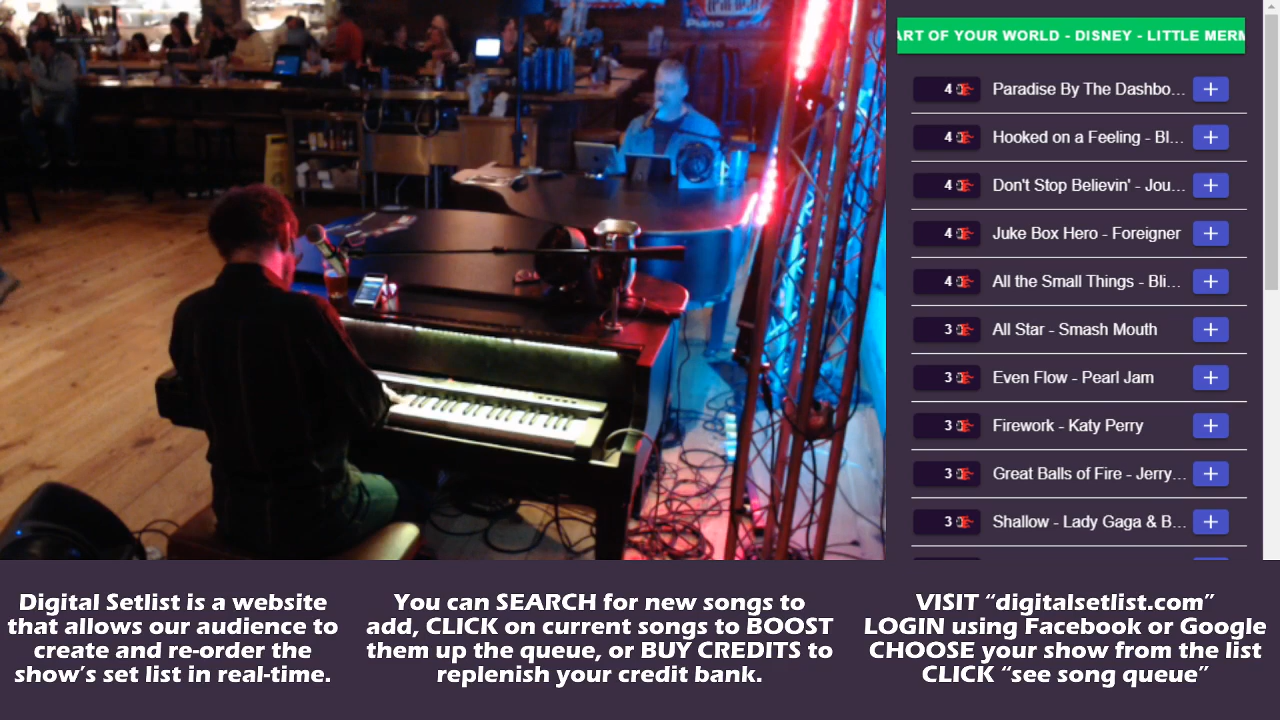 Piano
ART OF YOUR WORLD - DISNEY - LITTLE MERM
4 Paradise By The Dashbo...
4 Hooked on a Feeling - Bl...
4 Don't Stop Believin' - Jou...
4 Juke Box Hero - Foreigner
4 All the Small Things - Bli...
3 All Star - Smash Mouth
3 Even Flow - Pearl Jam
3 Firework - Katy Perry
3 Great Balls of Fire - Jerry...
3 Shallow - Lady Gaga & B...
Digital Setlist is a website
that allows our audience to
create and re-order the
show's set list in real-time.
You can SEARCH for new songs to
add, CLICK on current songs to BOOST
them up the queue, or BUY CREDITS to
replenish your credit bank.
VISIT “digitalsetlist.com”
LOGIN using Facebook or Google
CHOOSE your show from the list
CLICK “see song queue”